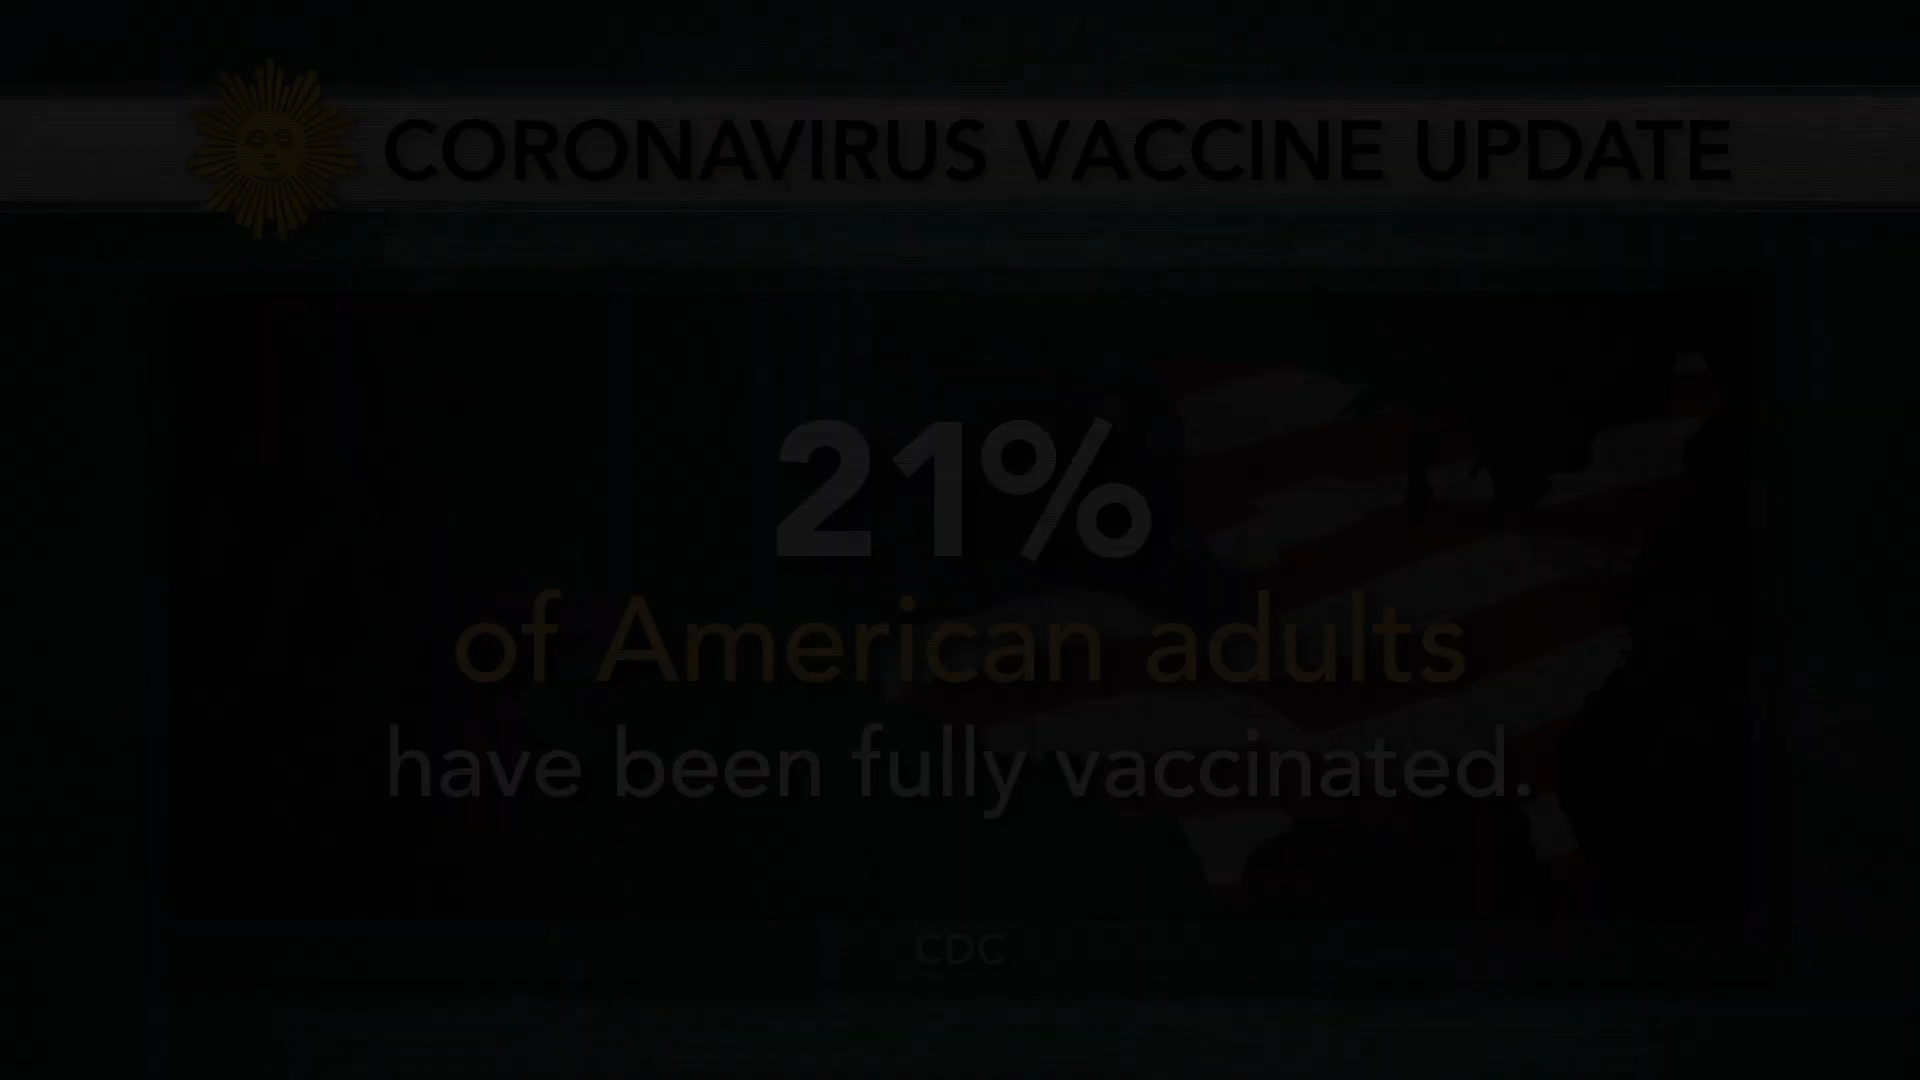 CORONAVIRUS VACCINE UPDATE
21%
of American adults
have been fully vaccinated.
CDC